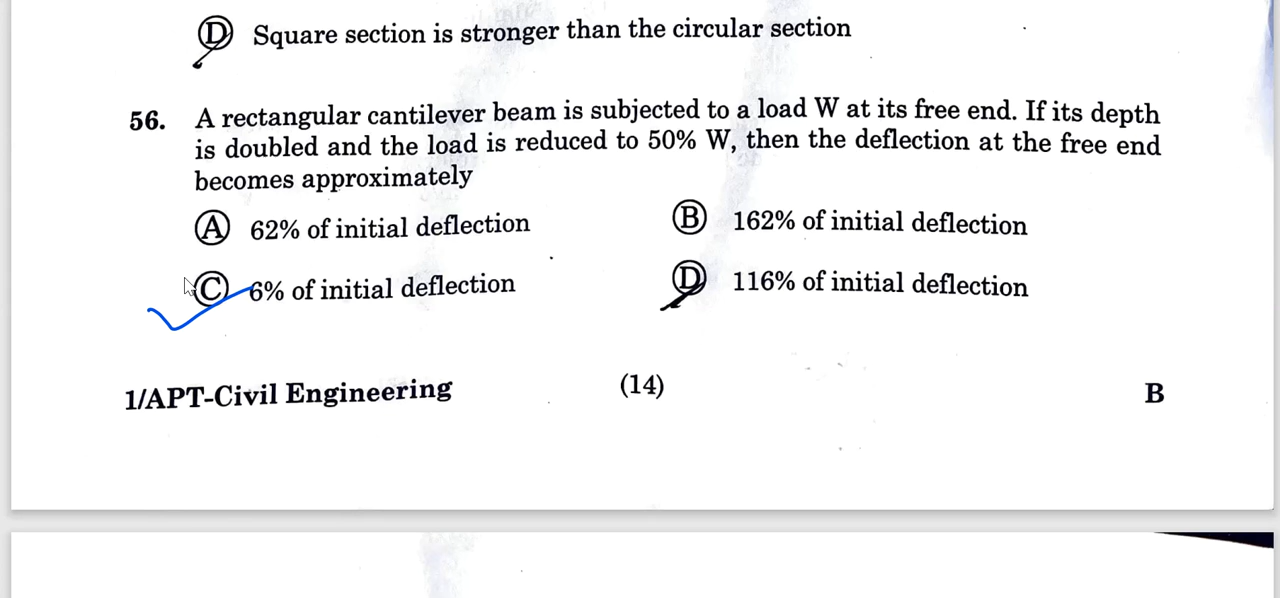 D Square section is stronger than the circular section
56. A rectangular cantilever beam is subjected to a load W at its free end. If its depth
is doubled and the load is reduced to 50% W, then the deflection at the free end
becomes approximately
A 62% of initial deflection B 162% of initial deflection
C 6% of initial deflection D 116% of initial deflection
1/APT-Civil Engineering (14) B